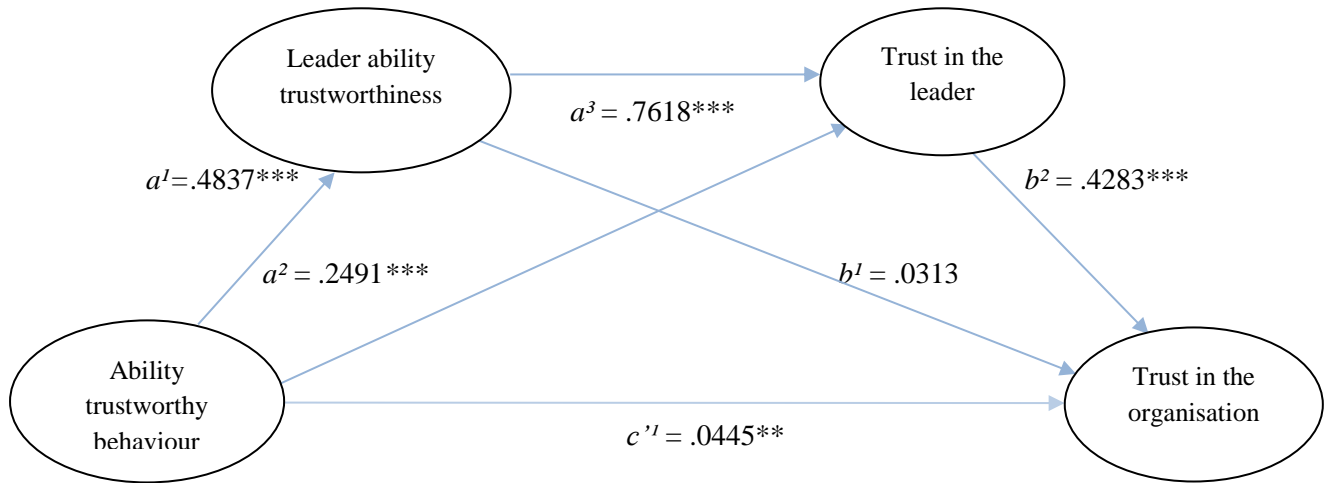 Leader ability
trustworthiness
Trust in the
leader
a³ = .7618***
a¹=.4837***
b² = .4283***
a² = .2491***
b¹ = .0313
Ability
trustworthy
behaviour
Trust in the
organisation
c’¹ = .0445**